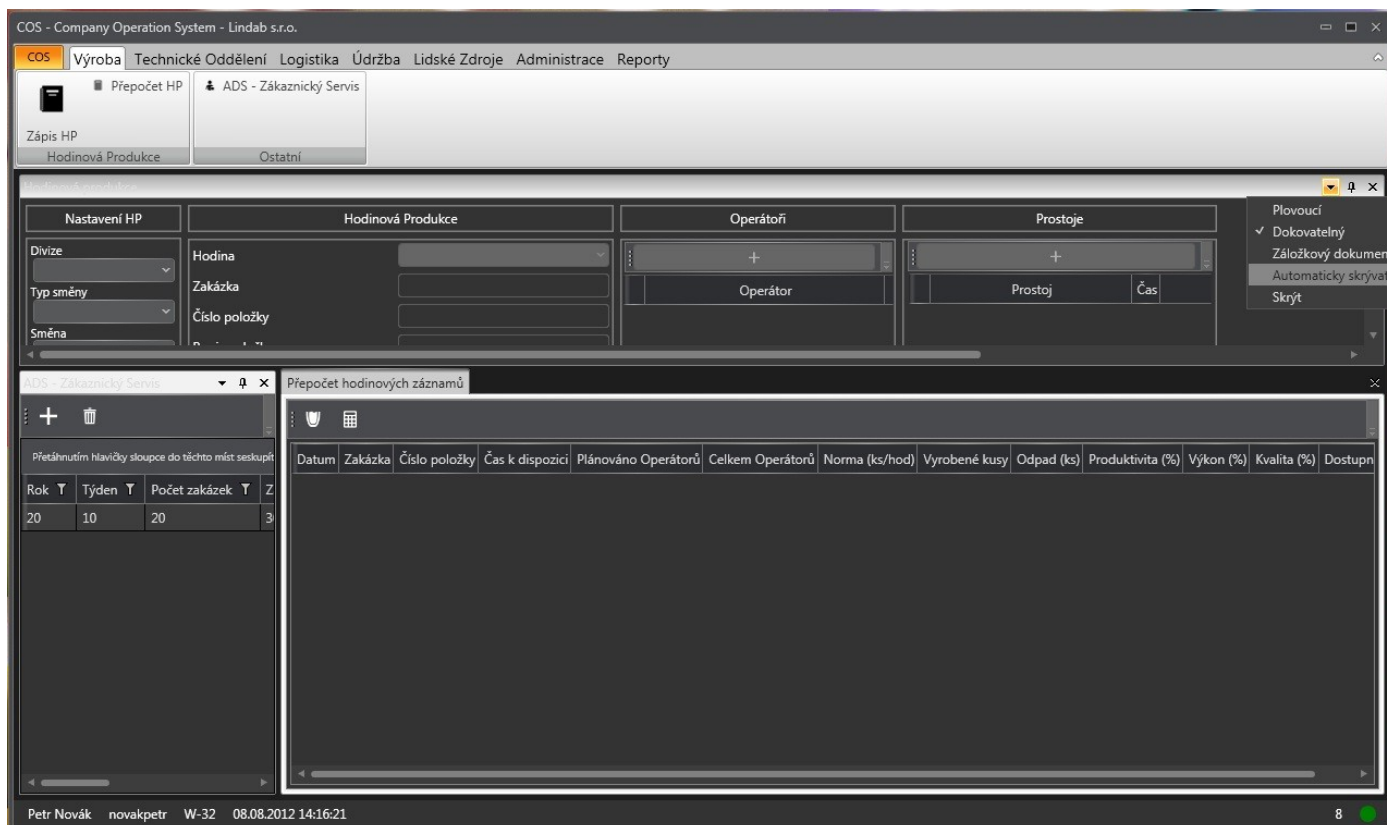 COS - Company Operation System - Lindab s.r.o.
COS Výroba Technické Oddělení Logistika Údržba Lidské Zdroje Administrace Reporty
Přepočet HP ADS - Zákaznický Servis
Zápis HP
Hodinová Produkce Ostatní
Hodinová produkce
Nastavení HP Hodinová Produkce Operátoři Prostoje
Plovoucí
Dokovatelný
Záložkový dokumen
Automaticky skrývat
Skrýt
Divize
Typ směny
Směna
Hodina
Zakázka
Číslo položky
Operátor
Prostoj Čas
ADS - Zákaznický Servis
Přetáhnutím hlavičky sloupce do těchto míst seskupít
Rok Týden Počet zakázek Z
20 10 20 3
Přepočet hodinových záznamů
Datum Zakázka Číslo položky Čas k dispozici Plánováno Operátorů Celkem Operátorů Norma (ks/hod) Vyrobené kusy Odpad (ks) Produktivita (%) Výkon (%) Kvalita (%) Dostupn
Petr Novák novakpetr W-32 08.08.2012 14:16:21 8